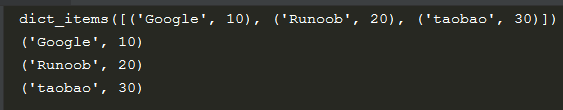 dict_items([('Google', 10), ('Runoob', 20), ('taobao', 30)])
('Google', 10)
('Runoob', 20)
('taobao', 30)